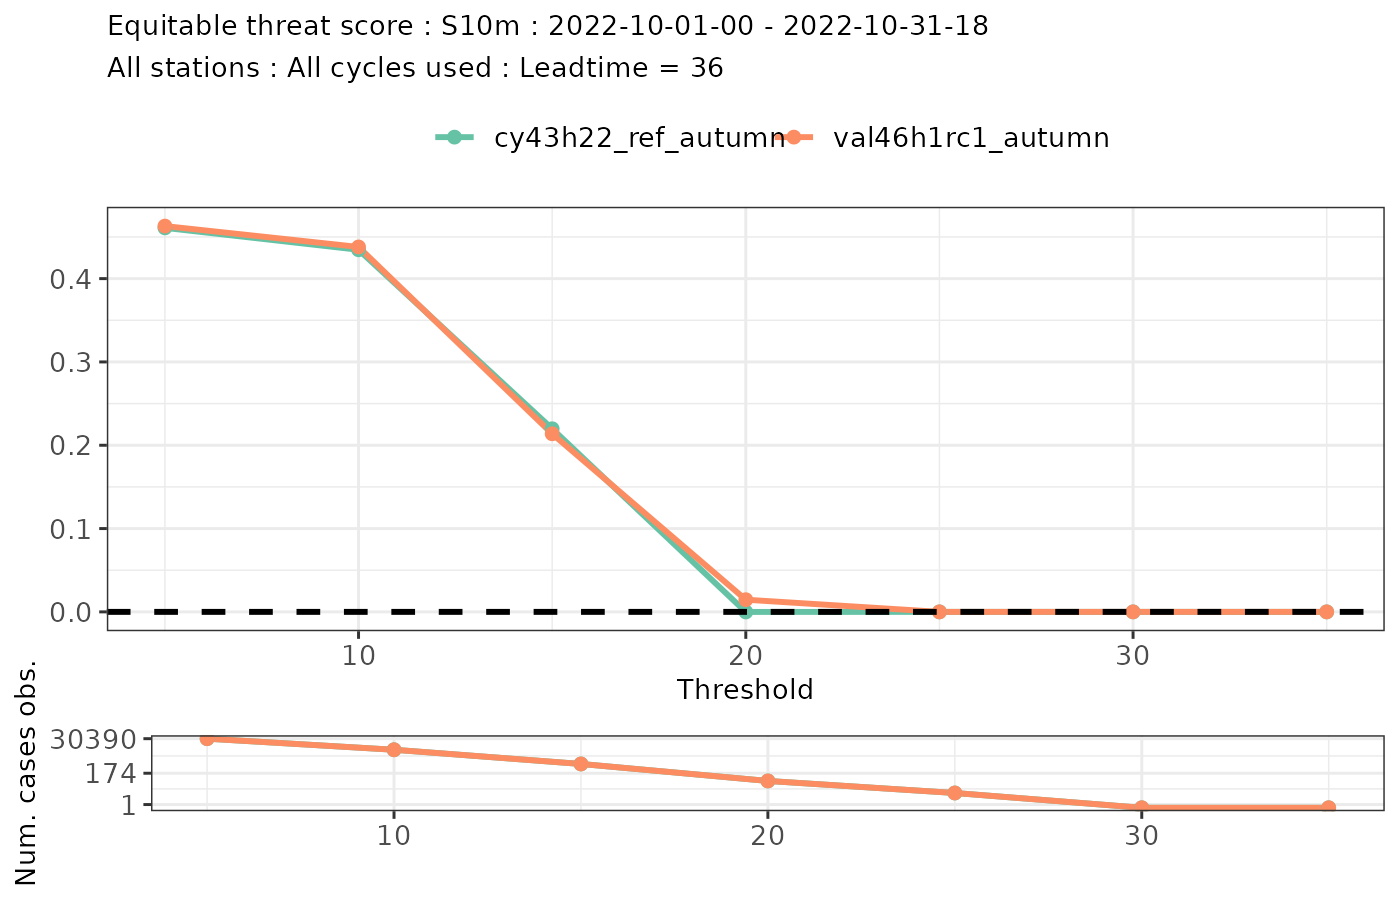 Equitable threat score : S10m : 2022-10-01-00 - 2022-10-31-18
All stations : All cycles used : Leadtime = 36
cy43h22_ref_autumn val46h1rc1_autumn
0.4
0.3
0.2
0.1
0.0
10 20 30
Threshold
Num. cases obs.
30390
174
1
10 20 30